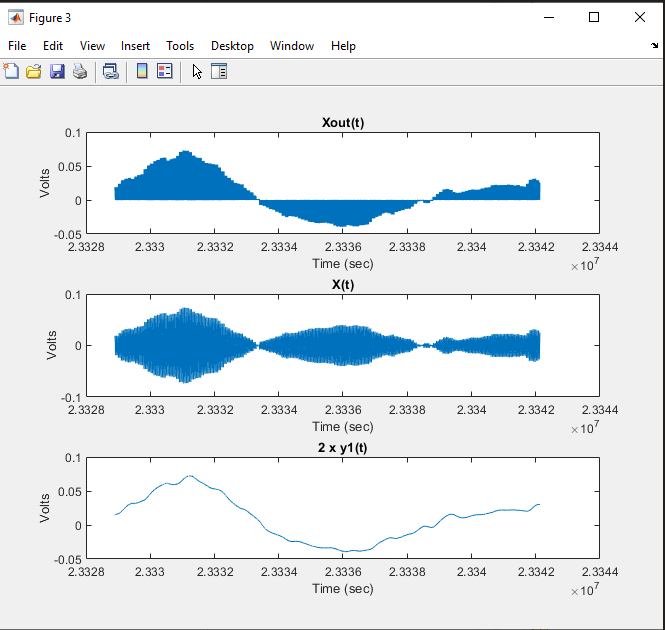 Figure 3
File Edit View Insert Tools Desktop Window Help
Xout(t)
0.1
0.05
0
-0.05
Volts
2.3328 2.333 2.3332 2.3334 2.3336 2.3338 2.334 2.3342 2.3344
Time (sec)
×10^7
X(t)
0.1
0
-0.1
Volts
2.3328 2.333 2.3332 2.3334 2.3336 2.3338 2.334 2.3342 2.3344
Time (sec)
×10^7
2 x y1(t)
0.1
0.05
0
-0.05
Volts
2.3328 2.333 2.3332 2.3334 2.3336 2.3338 2.334 2.3342 2.3344
Time (sec)
×10^7